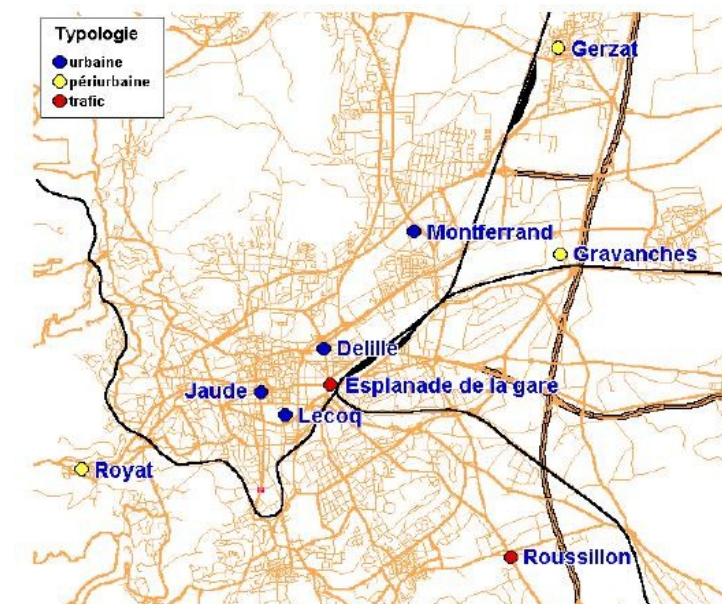 Typologie
urbaine
périurbaine
trafic
Gerzat
Montferrand
Gravanches
Delille
Esplanade de la gare
Jaude
Lecoq
Royat
Roussillon